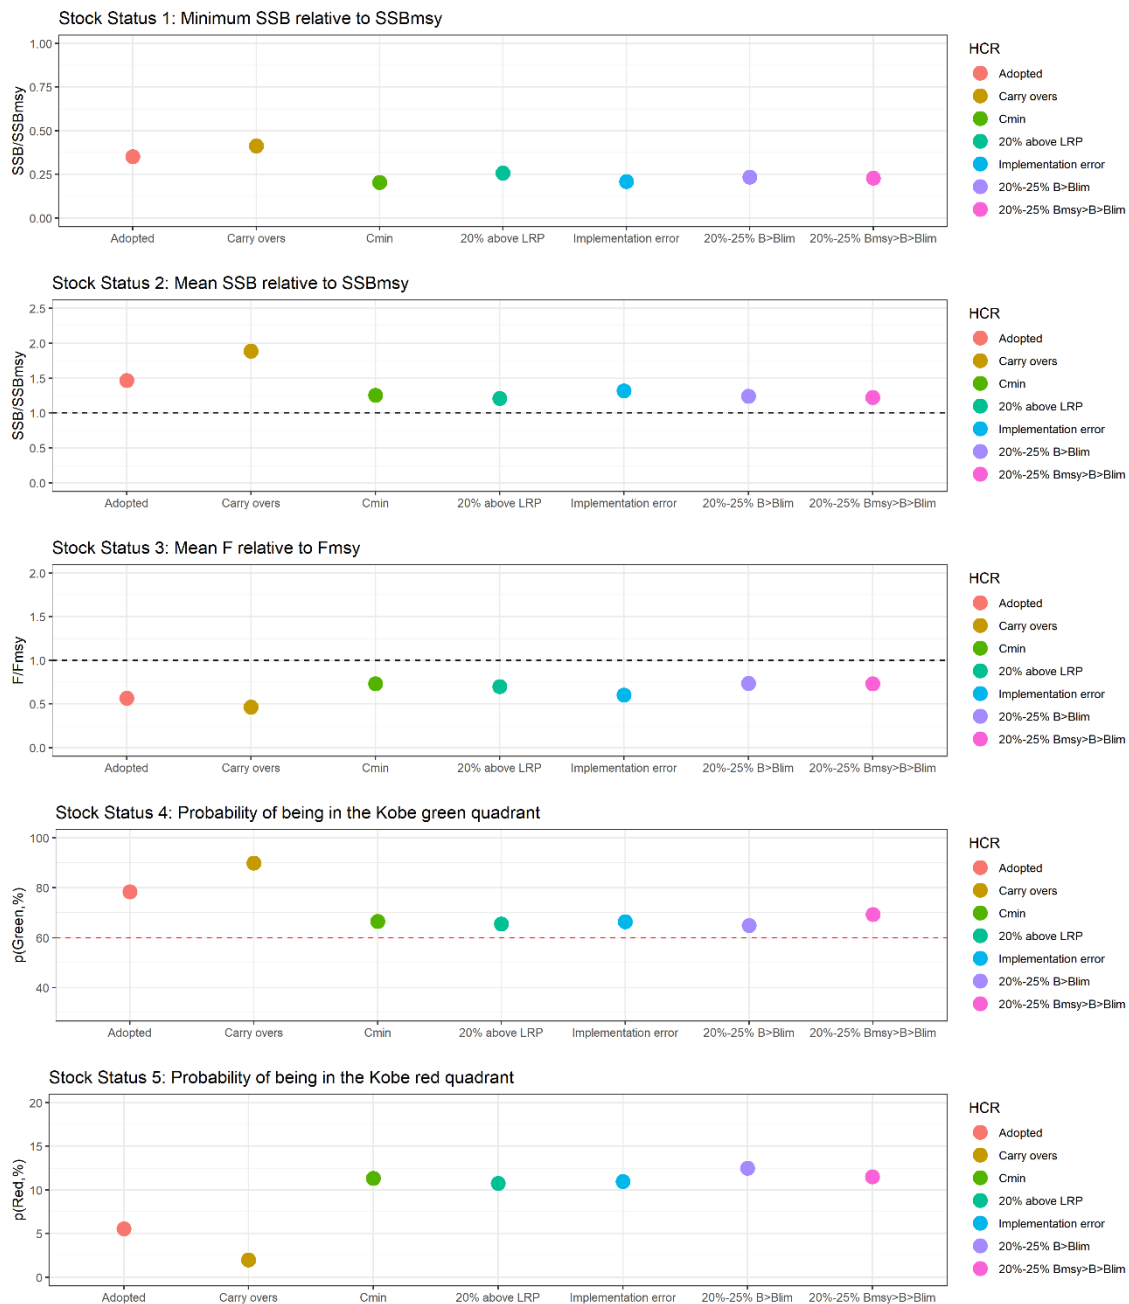 Stock Status 1: Minimum SSB relative to SSBmsy
SSB/SSBmsy
1.00
0.75
0.50
0.25
0.00
Adopted Carry overs Cmin 20% above LRP Implementation error 20%-25% B>Blim 20%-25% Bmsy>B>Blim
HCR
Adopted
Carry overs
Cmin
20% above LRP
Implementation error
20%-25% B>Blim
20%-25% Bmsy>B>Blim
Stock Status 2: Mean SSB relative to SSBmsy
SSB/SSBmsy
2.5
2.0
1.5
1.0
0.5
0.0
Adopted Carry overs Cmin 20% above LRP Implementation error 20%-25% B>Blim 20%-25% Bmsy>B>Blim
HCR
Adopted
Carry overs
Cmin
20% above LRP
Implementation error
20%-25% B>Blim
20%-25% Bmsy>B>Blim
Stock Status 3: Mean F relative to Fmsy
F/Fmsy
2.0
1.5
1.0
0.5
0.0
Adopted Carry overs Cmin 20% above LRP Implementation error 20%-25% B>Blim 20%-25% Bmsy>B>Blim
HCR
Adopted
Carry overs
Cmin
20% above LRP
Implementation error
20%-25% B>Blim
20%-25% Bmsy>B>Blim
Stock Status 4: Probability of being in the Kobe green quadrant
p(Green,%)
100
80
60
40
Adopted Carry overs Cmin 20% above LRP Implementation error 20%-25% B>Blim 20%-25% Bmsy>B>Blim
HCR
Adopted
Carry overs
Cmin
20% above LRP
Implementation error
20%-25% B>Blim
20%-25% Bmsy>B>Blim
Stock Status 5: Probability of being in the Kobe red quadrant
p(Red,%)
20
15
10
5
0
Adopted Carry overs Cmin 20% above LRP Implementation error 20%-25% B>Blim 20%-25% Bmsy>B>Blim
HCR
Adopted
Carry overs
Cmin
20% above LRP
Implementation error
20%-25% B>Blim
20%-25% Bmsy>B>Blim